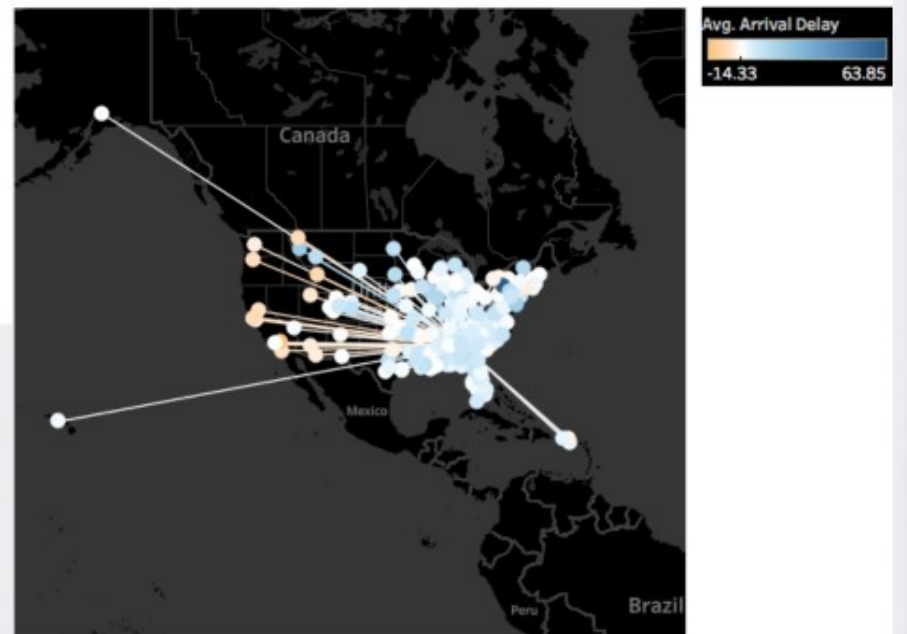 Avg. Arrival Delay
-14.33 63.85
Canada
Mexico
Peru
Brazil